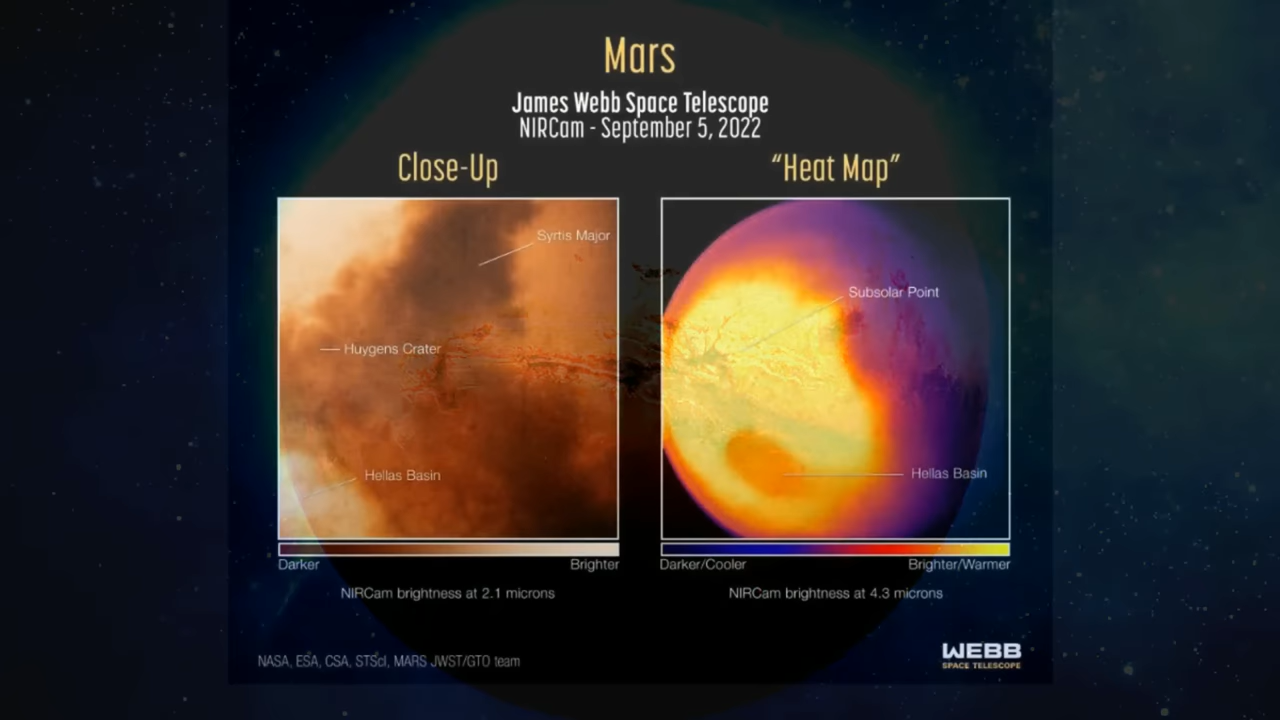 Mars
James Webb Space Telescope
NIRCam - September 5, 2022
Close-Up
"Heat Map"
Syrtis Major
Huygens Crater
Hellas Basin
Subsolar Point
Hellas Basin
Darker
Brighter
Darker/Cooler
Brighter/Warmer
NIRCam brightness at 2.1 microns
NIRCam brightness at 4.3 microns
NASA, ESA, CSA, STScI, MARS JWST/GTO team
WEBB
SPACE TELESCOPE